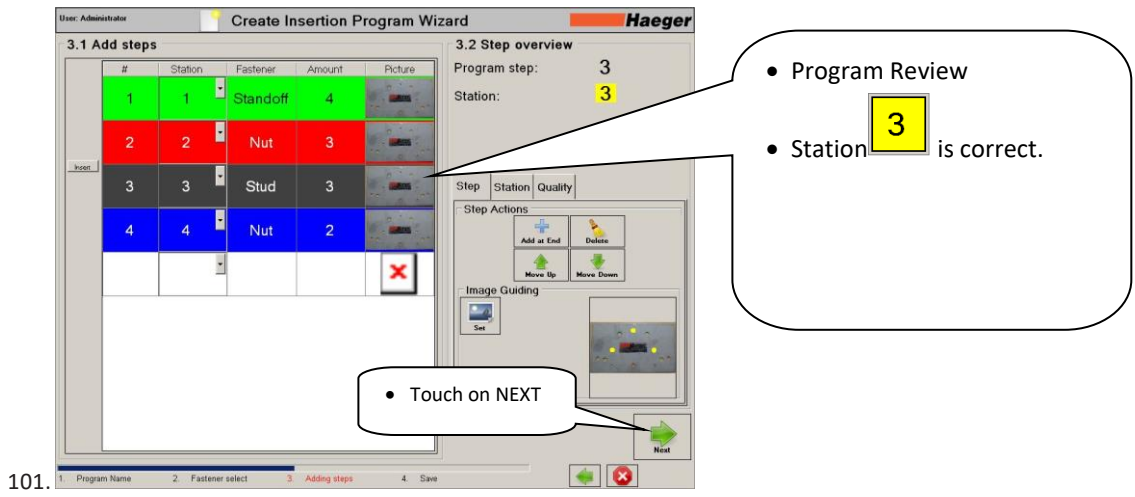 User: Administrator
Create Insertion Program Wizard
Haeger
3.1 Add steps
# Station Fastener Amount Picture
1 1 Standoff 4
2 2 Nut 3
Insert
3 3 Stud 3
4 4 Nut 2
3.2 Step overview
Program step: 3
Station: 3
Step Station Quality
Step Actions
Add at End Delete
Move Up Move Down
Image Guiding
Set
Next
1. Program Name 2. Fastener select 3. Adding steps 4. Save
• Program Review
• Station 3 is correct.
• Touch on NEXT
101.